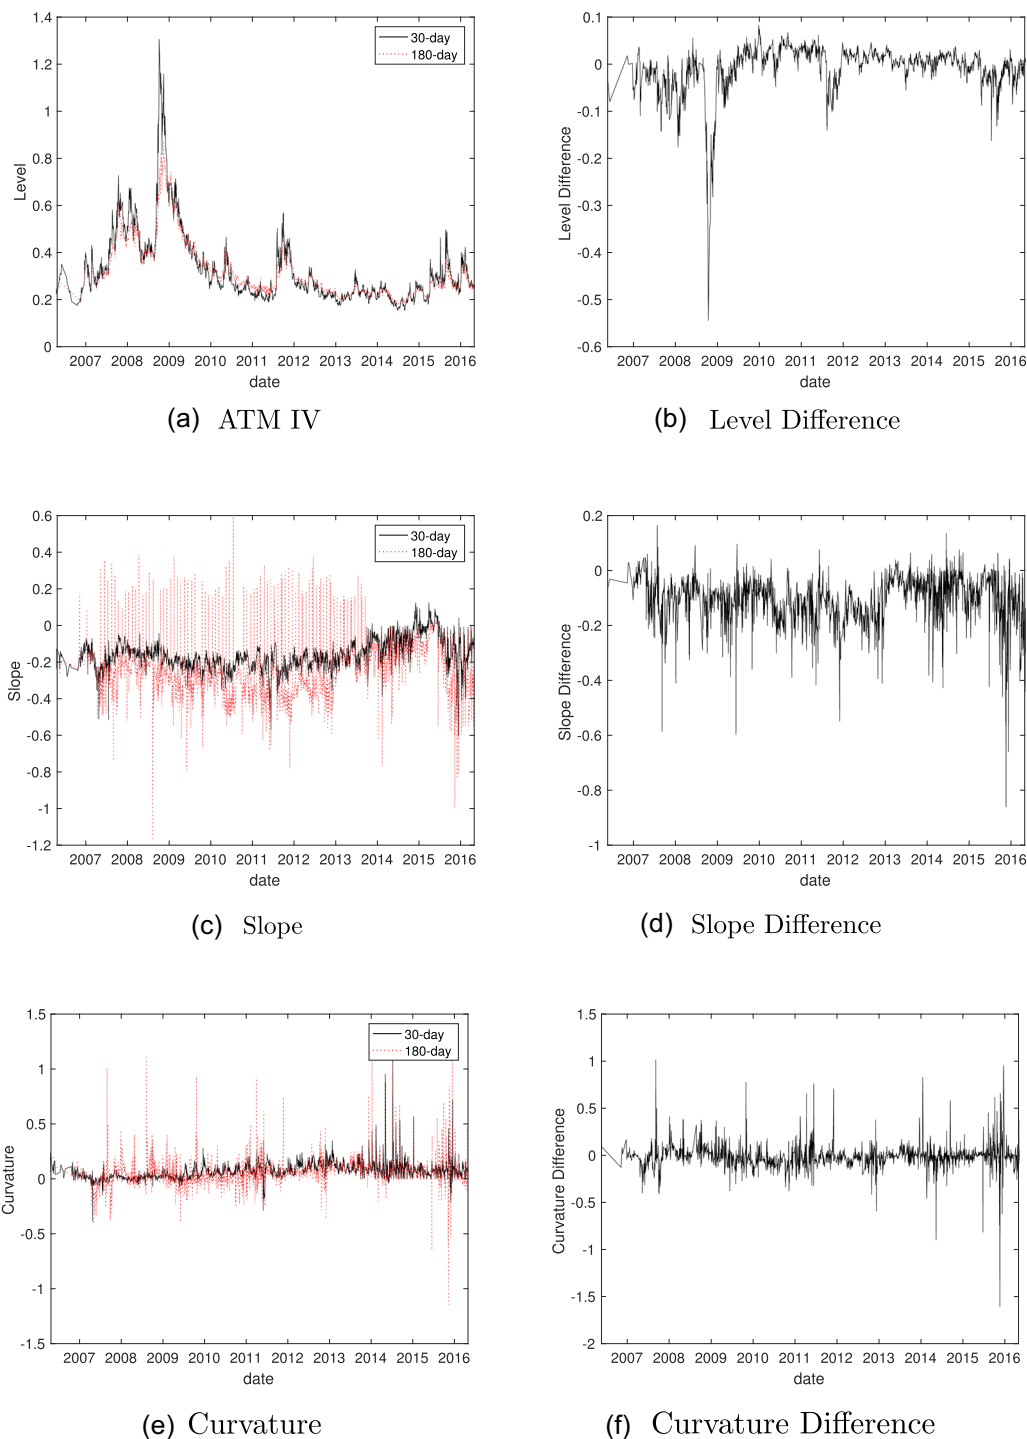 1.4
1.2
1
0.8
0.6
0.4
0.2
0
Level
30-day
180-day
2007 2008 2009 2010 2011 2012 2013 2014 2015 2016
date
(a) ATM IV
0.1
0
-0.1
-0.2
-0.3
-0.4
-0.5
-0.6
Level Difference
2007 2008 2009 2010 2011 2012 2013 2014 2015 2016
date
(b) Level Difference
0.6
0.4
0.2
0
-0.2
-0.4
-0.6
-0.8
-1
-1.2
Slope
30-day
180-day
2007 2008 2009 2010 2011 2012 2013 2014 2015 2016
date
(c) Slope
0.2
0
-0.2
-0.4
-0.6
-0.8
-1
Slope Difference
2007 2008 2009 2010 2011 2012 2013 2014 2015 2016
date
(d) Slope Difference
1.5
1
0.5
0
-0.5
-1
-1.5
Curvature
30-day
180-day
2007 2008 2009 2010 2011 2012 2013 2014 2015 2016
date
(e) Curvature
1.5
1
0.5
0
-0.5
-1
-1.5
-2
Curvature Difference
2007 2008 2009 2010 2011 2012 2013 2014 2015 2016
date
(f) Curvature Difference